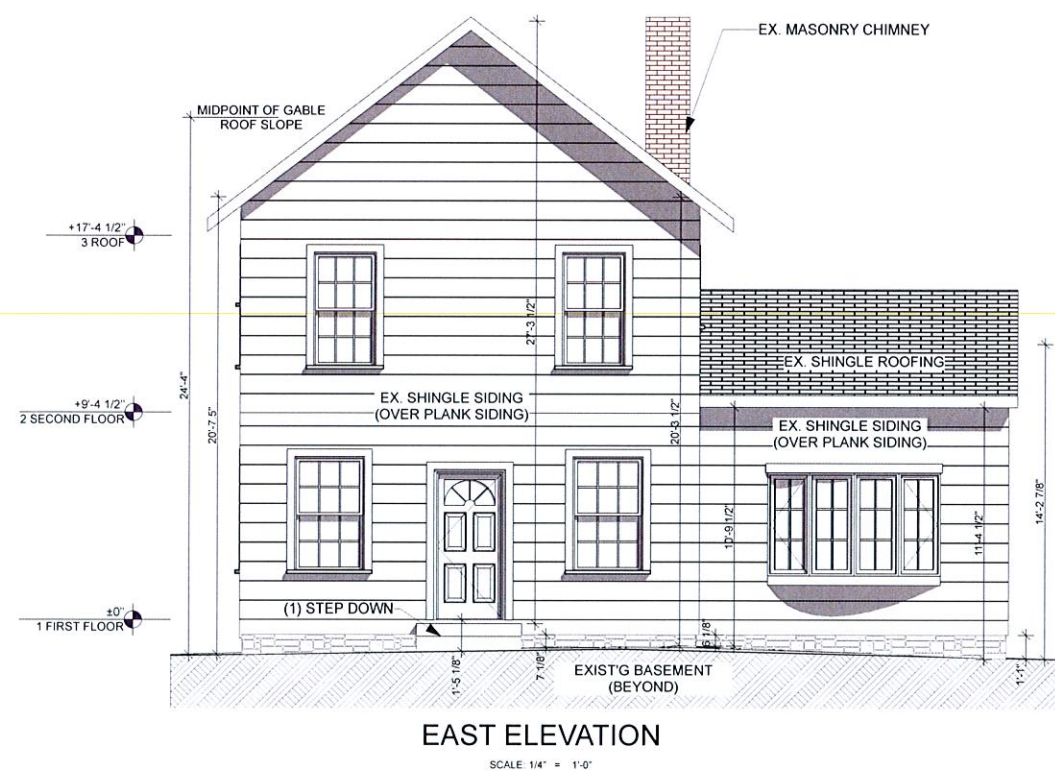 EX. MASONRY CHIMNEY
MIDPOINT OF GABLE
ROOF SLOPE
+17'-4 1/2"
3 ROOF
27'-3 1/2"
EX. SHINGLE ROOFING
24'-4"
+9'-4 1/2"
2 SECOND FLOOR
20'-7.5"
EX. SHINGLE SIDING
(OVER PLANK SIDING)
20'-3 1/2"
EX. SHINGLE SIDING
(OVER PLANK SIDING)
10'-9 1/2"
11'-4 1/2"
14'-2 7/8"
±0"
1 FIRST FLOOR
(1) STEP DOWN
1'-5 1/8"
7 1/8"
6 1/8"
1'-1"
EXIST'G BASEMENT
(BEYOND)
EAST ELEVATION
SCALE: 1/4" = 1'-0"